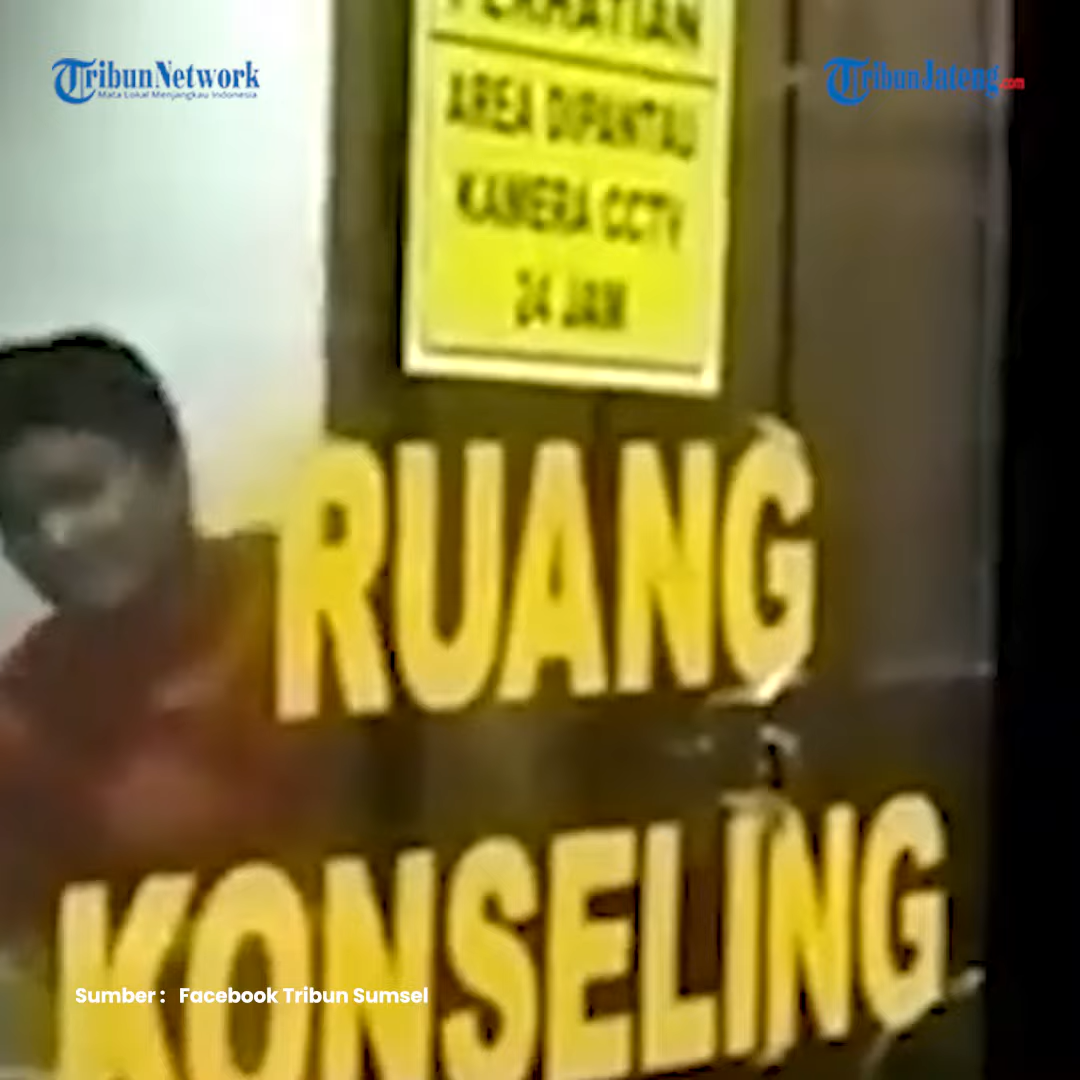 TribunNetwork
Mata Lokal Menjangkau Indonesia
TribunJateng.com
PERHATIAN
AREA DIPANTAU
KAMERA CCTV
24 JAM
RUANG
KONSELING
Sumber : Facebook Tribun Sumsel